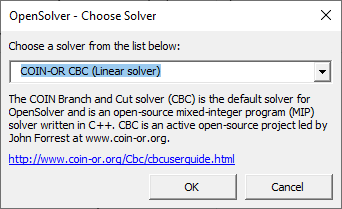 OpenSolver - Choose Solver
Choose a solver from the list below:
COIN-OR CBC (Linear solver)
The COIN Branch and Cut solver (CBC) is the default solver for
OpenSolver and is an open-source mixed-integer program (MIP)
solver written in C++. CBC is an active open-source project led by
John Forrest at www.coin-or.org.
http://www.coin-or.org/Cbc/cbcuserguide.html
OK Cancel